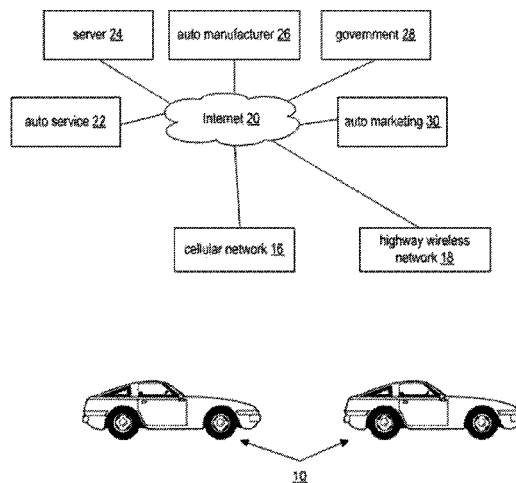 server 24
auto manufacturer 26
government 28
auto service 22
Internet 20
auto marketing 30
cellular network 16
highway wireless
network 18
10